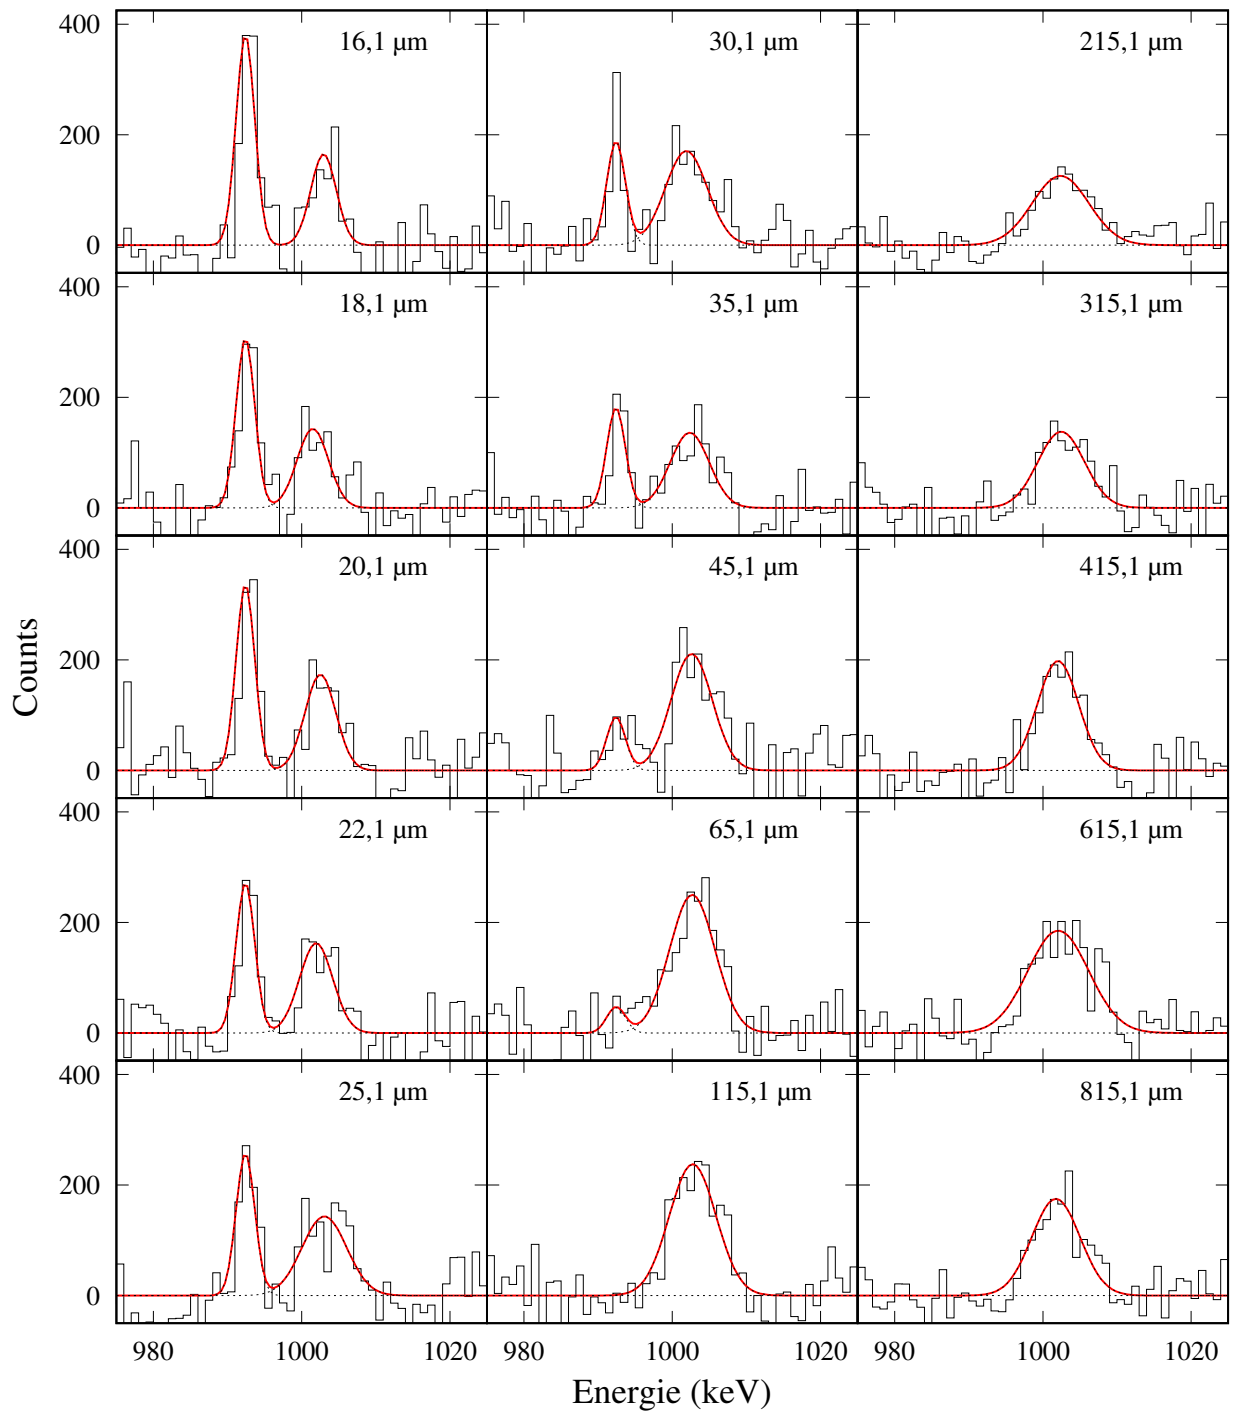 400 16,1 µm 30,1 µm 215,1 µm
200
0
400 18,1 µm 35,1 µm 315,1 µm
200
0
400 20,1 µm 45,1 µm 415,1 µm
200
0
400 22,1 µm 65,1 µm 615,1 µm
200
0
400 25,1 µm 115,1 µm 815,1 µm
200
0
Counts
980 1000 1020 980 1000 1020 980 1000 1020
Energie (keV)